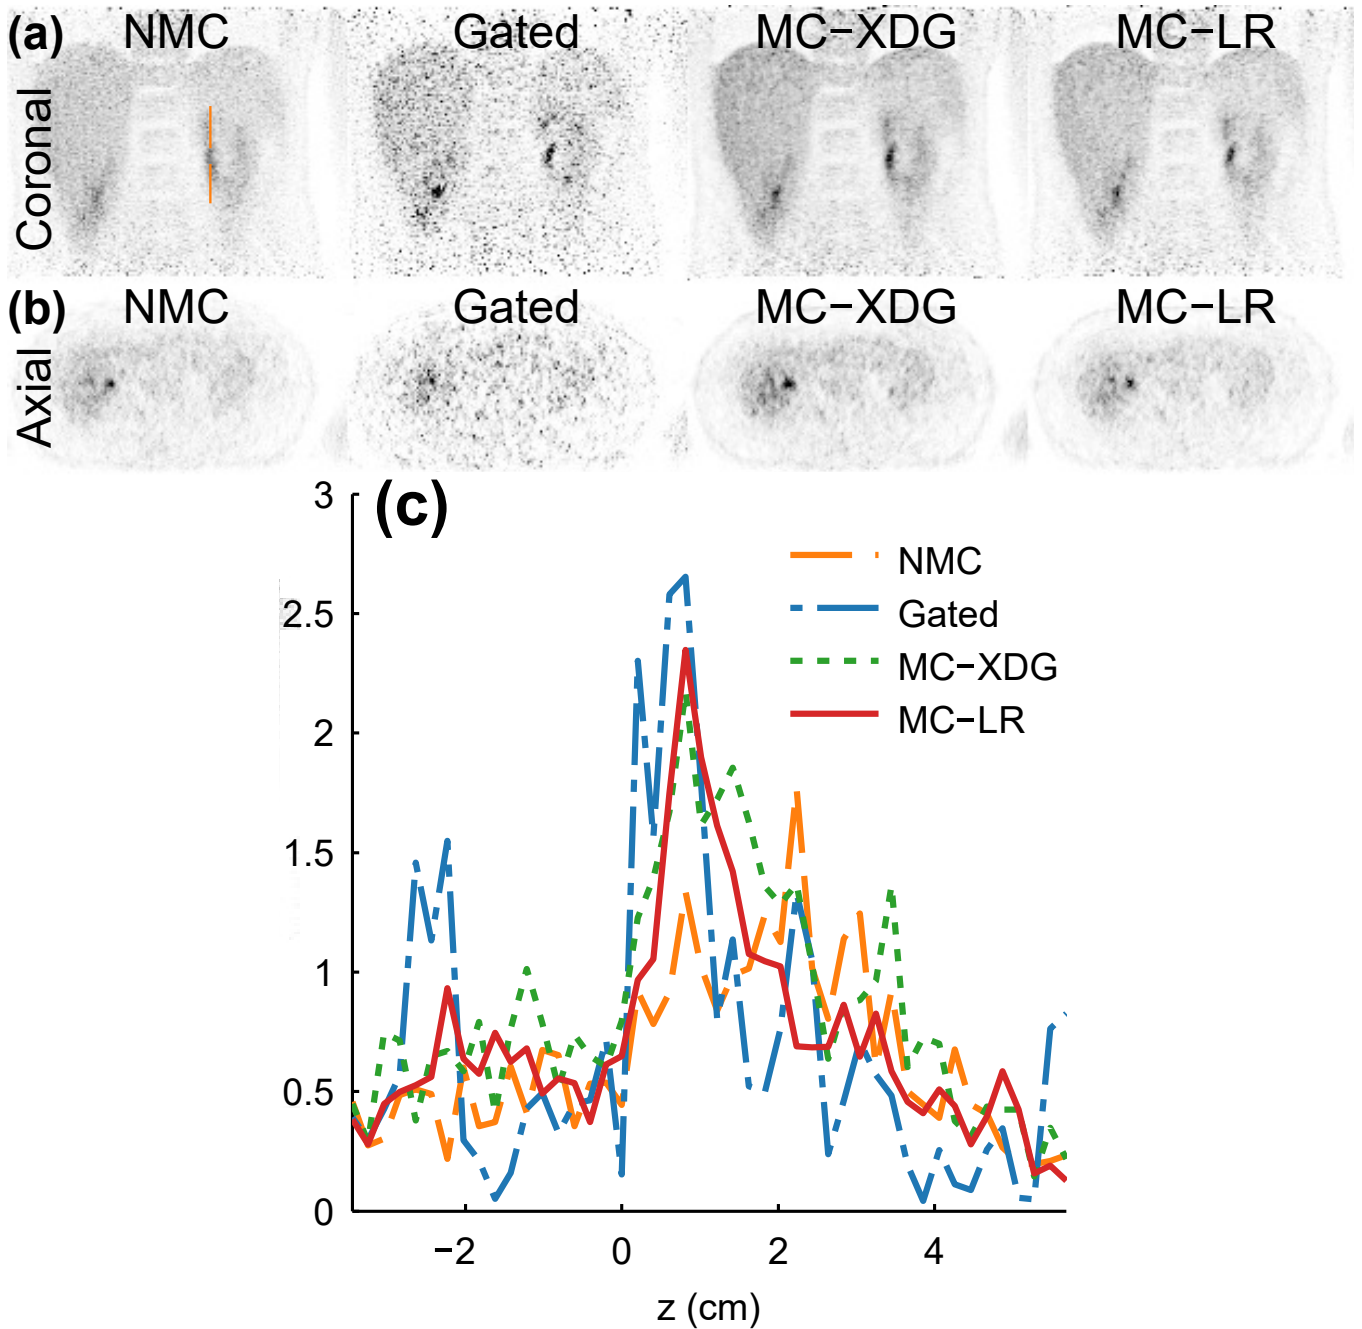 (a) NMC Gated MC−XDG MC−LR
Coronal
(b) NMC Gated MC−XDG MC−LR
Axial
(c)
3
2.5
2
1.5
1
0.5
0
NMC
Gated
MC−XDG
MC−LR
−2 0 2 4
z (cm)